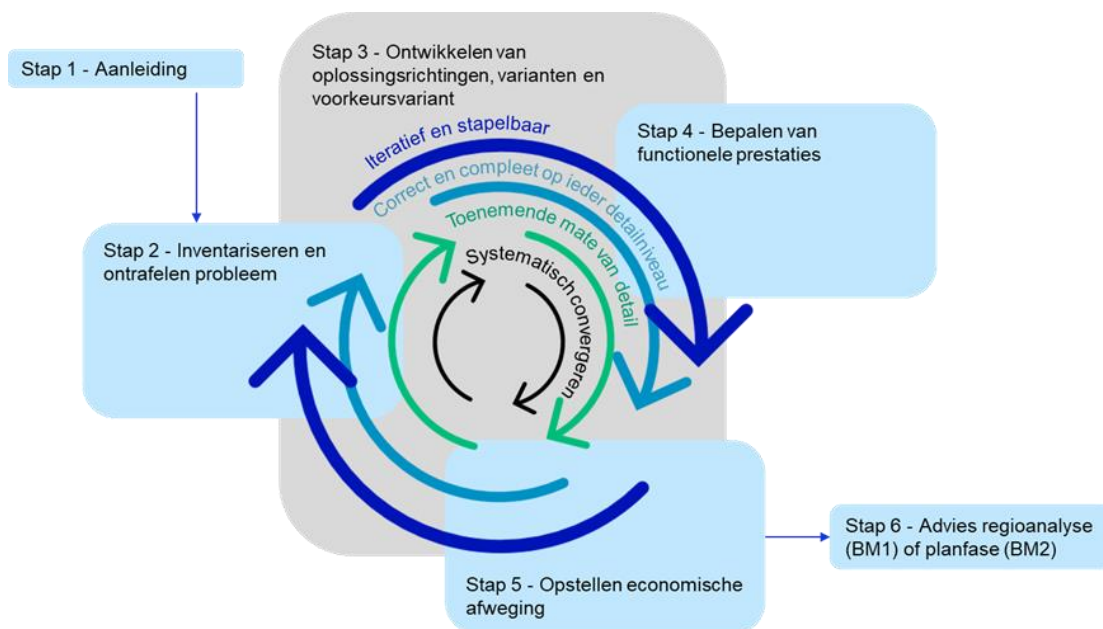 Stap 1 - Aanleiding
Stap 3 - Ontwikkelen van
oplossingsrichtingen, varianten en
voorkeursvariant
Stap 4 - Bepalen van
functionele prestaties
Iteratief en stapelbaar
Correct en compleet op ieder detailniveau
Toenemende mate van detail
Systematisch convergeren
Stap 2 - Inventariseren en
ontrafelen probleem
Stap 5 - Opstellen economische
afweging
Stap 6 - Advies regioanalyse
(BM1) of planfase (BM2)